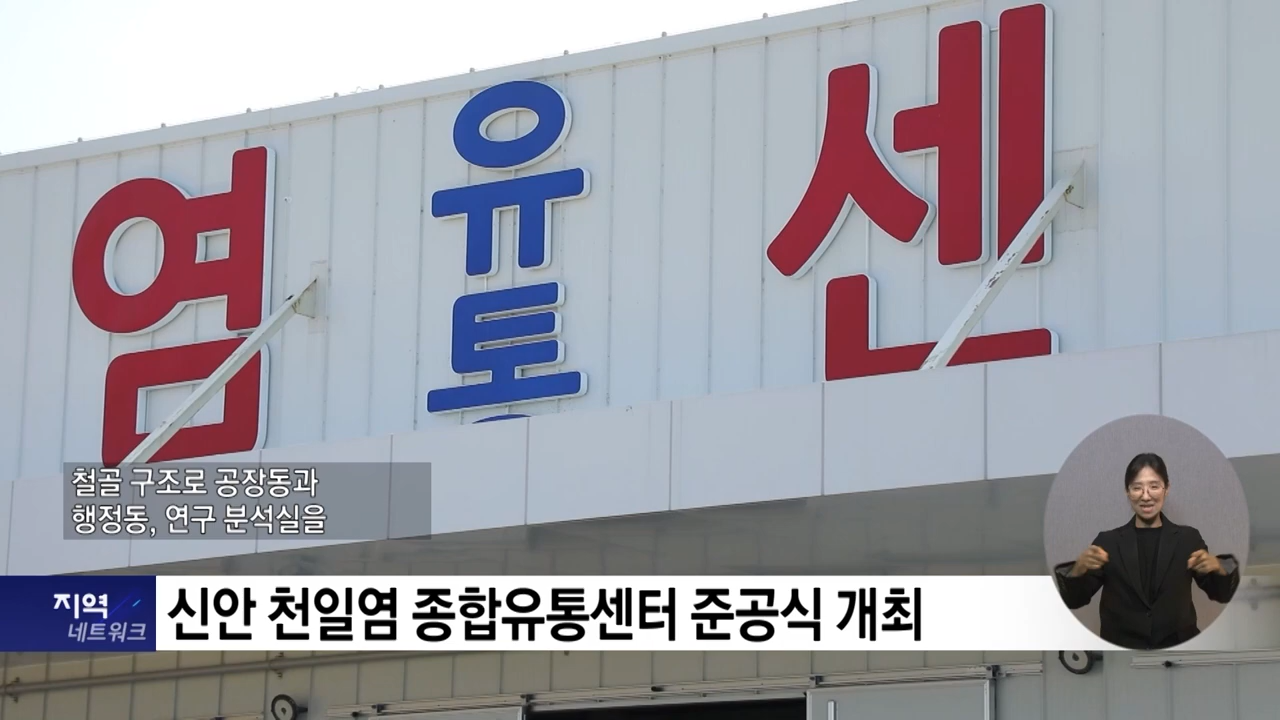 염 유통 센
철골 구조로 공장동과
행정동, 연구 분석실을
지역
네트워크
신안 천일염 종합유통센터 준공식 개최